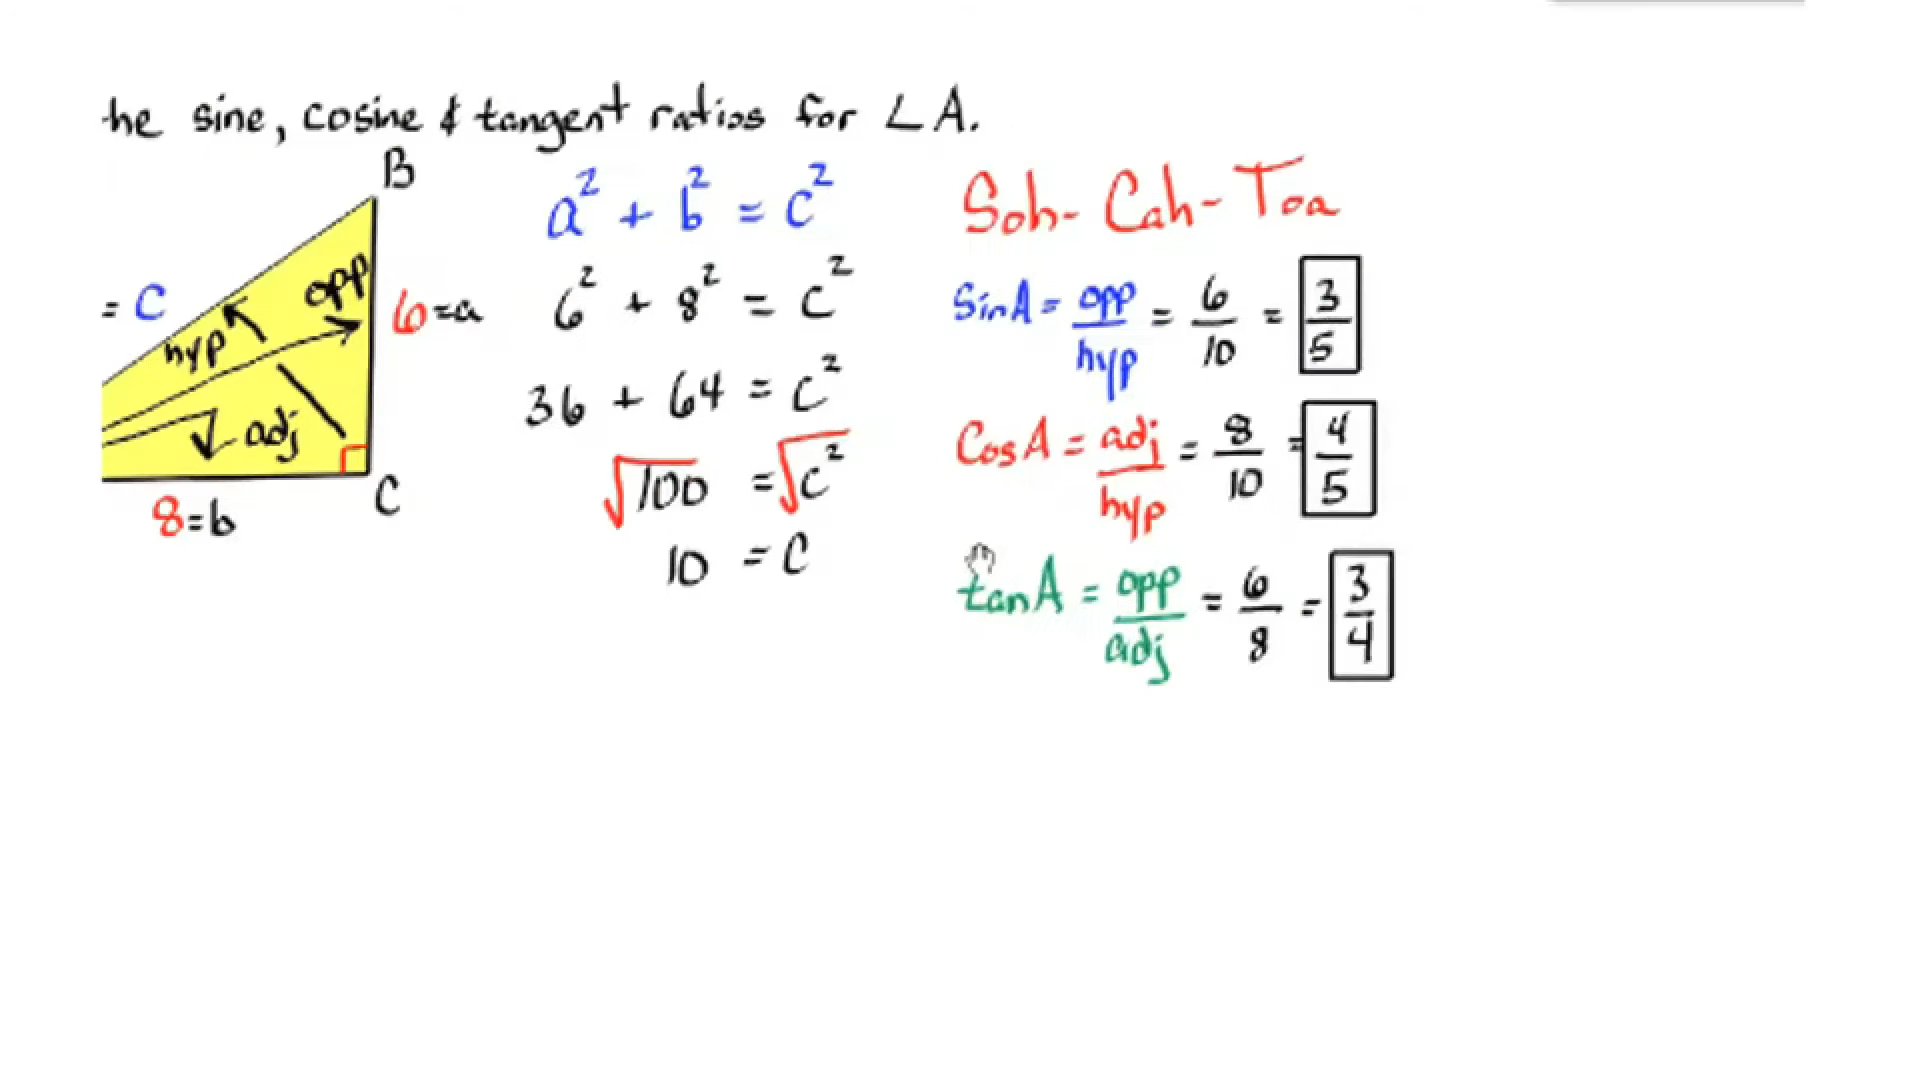 he sine, cosine & tangent ratios for ∠A.
B
= C
hyp
opp
6=a
adj
8=b
C
a² + b² = c²
6² + 8² = c²
36 + 64 = c²
√100 = √c²
10 = c
Soh-Cah-Toa
SinA = opp/hyp = 6/10 = 3/5
CosA = adj/hyp = 8/10 = 4/5
tanA = opp/adj = 6/8 = 3/4